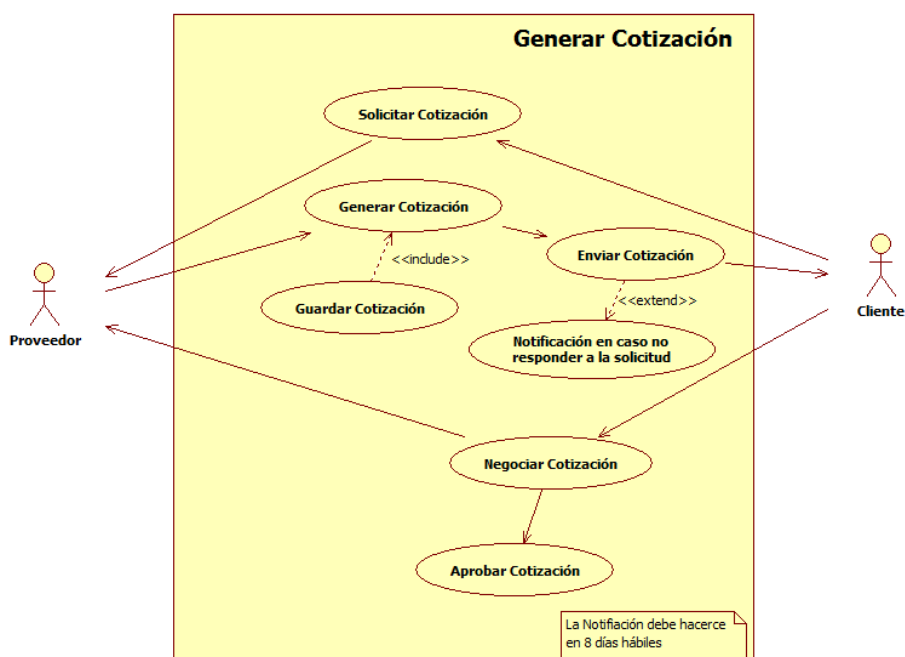 Generar Cotización
Solicitar Cotización
Generar Cotización
<<include>>
Enviar Cotización
Guardar Cotización
<<extend>>
Proveedor
Cliente
Notificación en caso no
responder a la solicitud
Negociar Cotización
Aprobar Cotización
La Notifiación debe hacerce
en 8 días hábiles